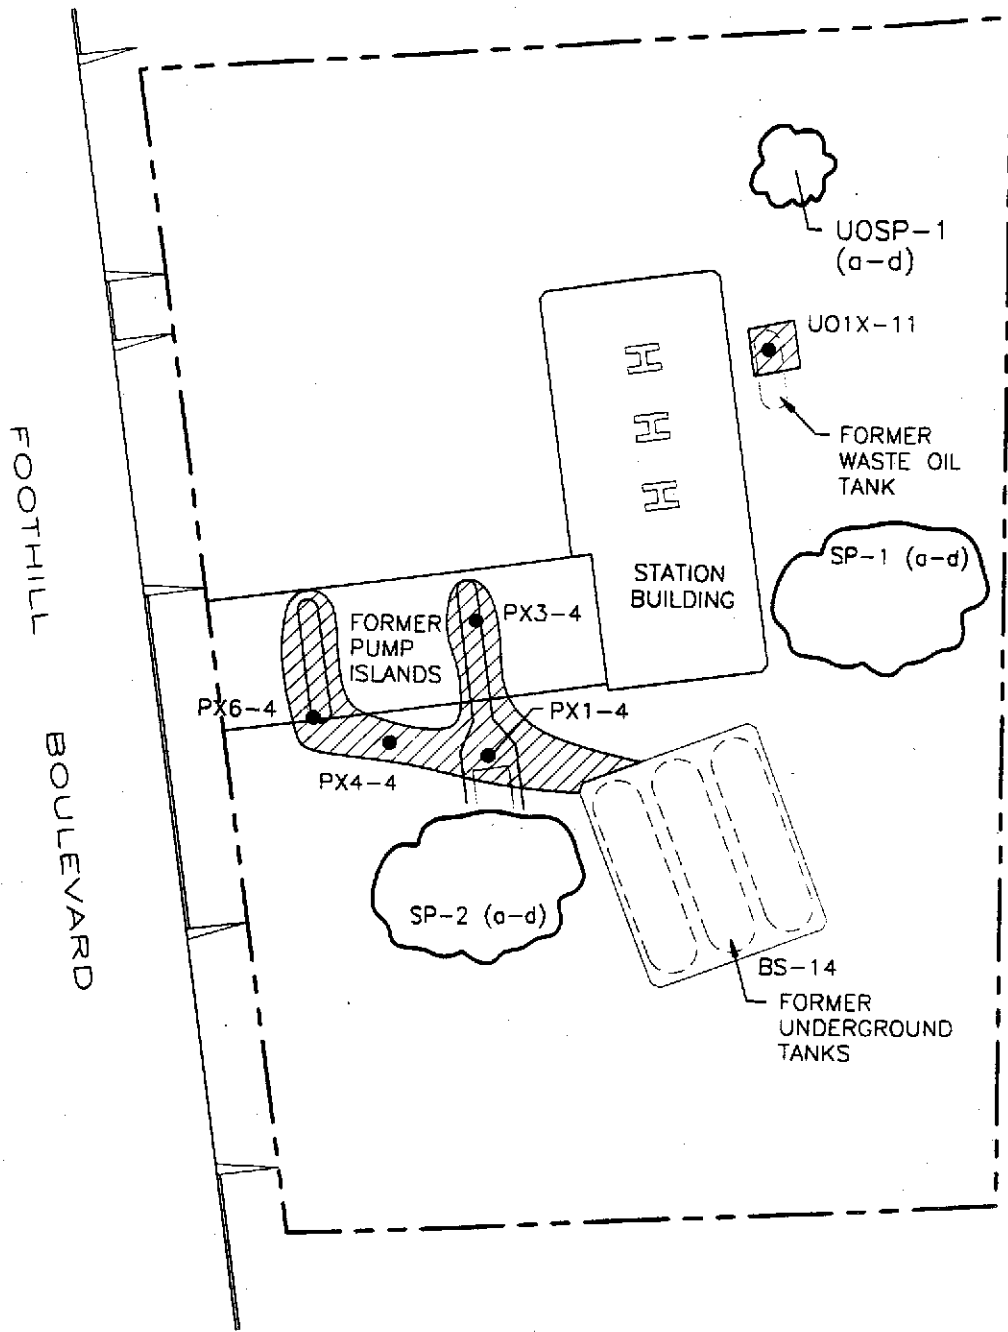 UOSP-1
(a-d)
UO1X-11
FORMER
WASTE OIL
TANK
SP-1 (a-d)
STATION
BUILDING
FORMER
PUMP
ISLANDS
PX3-4
PX6-4
PX1-4
PX4-4
SP-2 (a-d)
BS-14
FORMER
UNDERGROUND
TANKS
FOOTHILL BOULEVARD